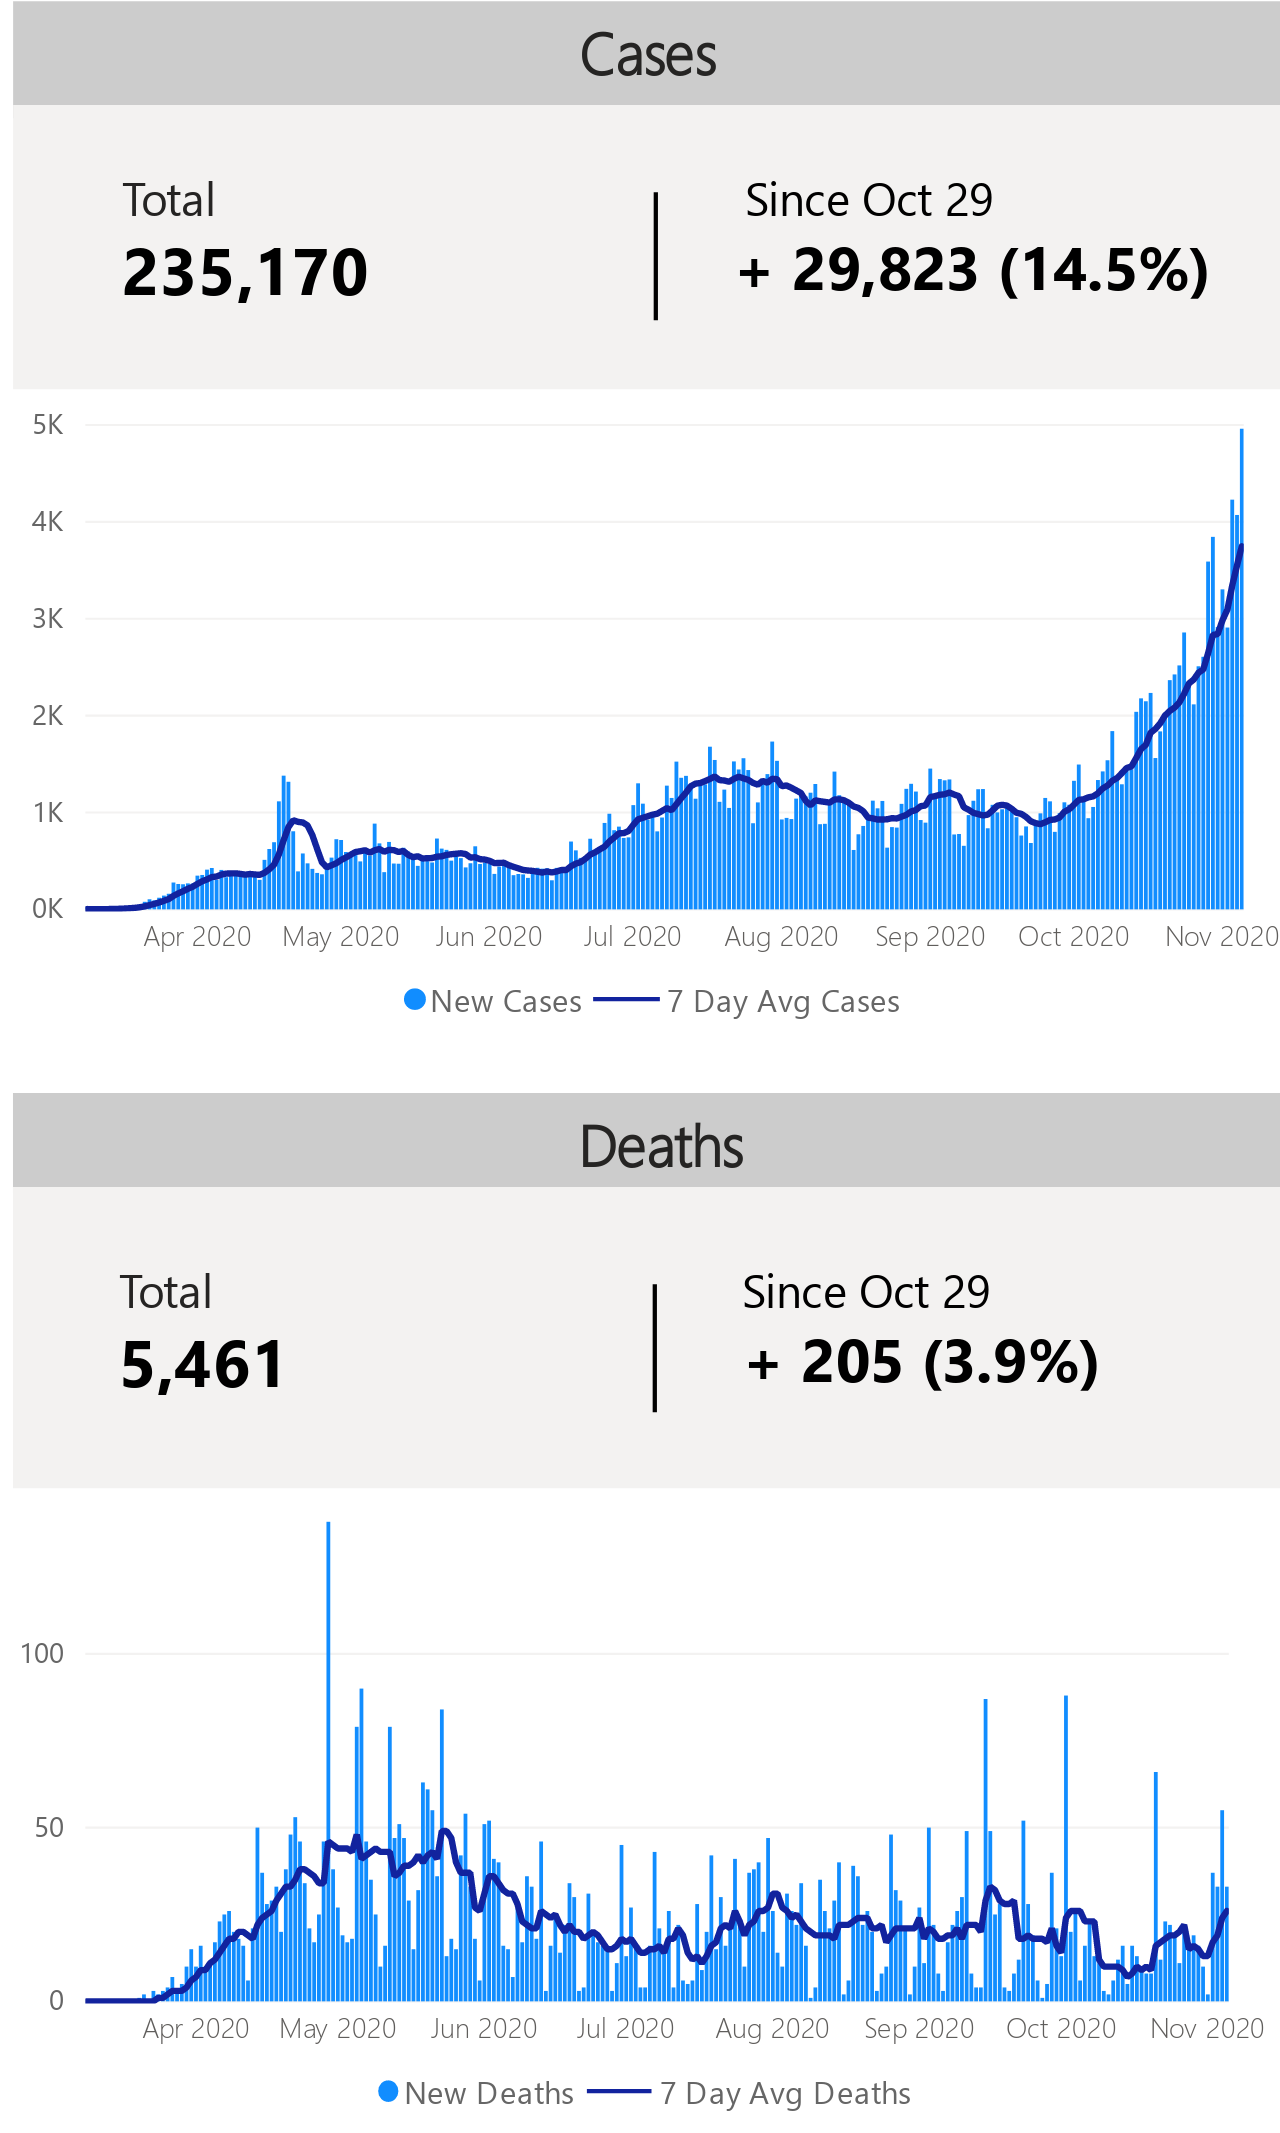 Cases
Total
Since Oct 29
235,170
+ 29,823 (14.5%)
5K
4K
3K
2K
1K
0K
Apr 2020 May 2020 Jun 2020 Jul 2020 Aug 2020 Sep 2020 Oct 2020 Nov 2020
New Cases 7 Day Avg Cases
Deaths
Total
Since Oct 29
5,461
+ 205 (3.9%)
100
50
0
Apr 2020 May 2020 Jun 2020 Jul 2020 Aug 2020 Sep 2020 Oct 2020 Nov 2020
New Deaths 7 Day Avg Deaths